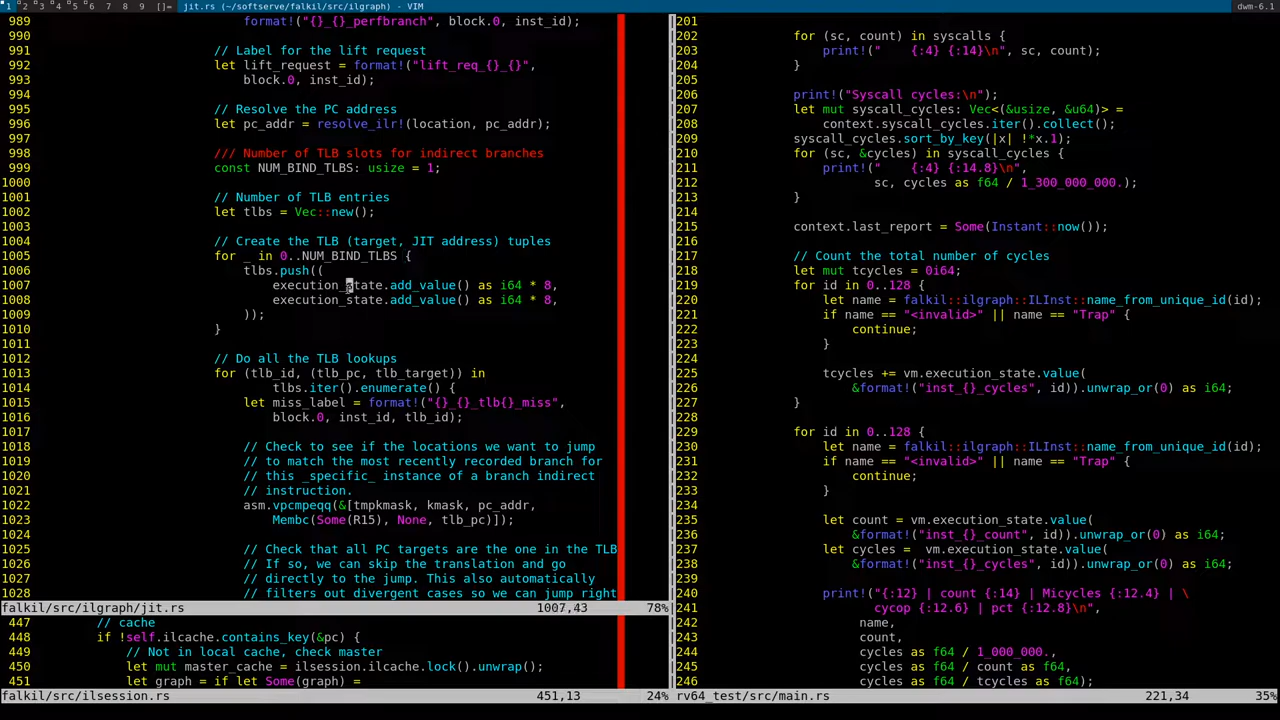 1 2 3 4 5 6 7 8 9 []= jit.rs (~/softserve/falkil/src/ilgraph) - VIM dwm-6.1
989 format!("{}_{}_perfbranch", block.0, inst_id);
990
991 // Label for the lift request
992 let lift_request = format!("lift_req_{}_{}",
993 block.0, inst_id);
994
995 // Resolve the PC address
996 let pc_addr = resolve_ilr!(location, pc_addr);
997
998 /// Number of TLB slots for indirect branches
999 const NUM_BIND_TLBS: usize = 1;
1000
1001 // Number of TLB entries
1002 let tlbs = Vec::new();
1003
1004 // Create the TLB (target, JIT address) tuples
1005 for _ in 0..NUM_BIND_TLBS {
1006 tlbs.push((
1007 execution_state.add_value() as i64 * 8,
1008 execution_state.add_value() as i64 * 8,
1009 ));
1010 }
1011
1012 // Do all the TLB lookups
1013 for (tlb_id, (tlb_pc, tlb_target)) in
1014 tlbs.iter().enumerate() {
1015 let miss_label = format!("{}_{}_tlb{}_miss",
1016 block.0, inst_id, tlb_id);
1017
1018 // Check to see if the locations we want to jump
1019 // to match the most recently recorded branch for
1020 // this _specific_ instance of a branch indirect
1021 // instruction.
1022 asm.vpcmpeqq(&[tmpkmask, kmask, pc_addr,
1023 Membc(Some(R15), None, tlb_pc)]);
1024
1025 // Check that all PC targets are the one in the TLB
1026 // If so, we can skip the translation and go
1027 // directly to the jump. This also automatically
1028 // filters out divergent cases so we can jump right
falkil/src/ilgraph/jit.rs 1007,43 78%
447 // cache
448 if !self.ilcache.contains_key(&pc) {
449 // Not in local cache, check master
450 let mut master_cache = ilsession.ilcache.lock().unwrap();
451 let graph = if let Some(graph) =
falkil/src/ilsession.rs 451,13 24%
201
202 for (sc, count) in syscalls {
203 print!("    {:4} {:14}\n", sc, count);
204 }
205
206 print!("Syscall cycles:\n");
207 let mut syscall_cycles: Vec<(&usize, &u64)> =
208 context.syscall_cycles.iter().collect();
209 syscall_cycles.sort_by_key(|x| !*x.1);
210 for (sc, &cycles) in syscall_cycles {
211 print!("    {:4} {:14.8}\n",
212 sc, cycles as f64 / 1_300_000_000.);
213 }
214
215 context.last_report = Some(Instant::now());
216
217 // Count the total number of cycles
218 let mut tcycles = 0i64;
219 for id in 0..128 {
220 let name = falkil::ilgraph::ILInst::name_from_unique_id(id);
221 if name == "<invalid>" || name == "Trap" {
222 continue;
223 }
224
225 tcycles += vm.execution_state.value(
226 &format!("inst_{}_cycles", id)).unwrap_or(0) as i64;
227 }
228
229 for id in 0..128 {
230 let name = falkil::ilgraph::ILInst::name_from_unique_id(id);
231 if name == "<invalid>" || name == "Trap" {
232 continue;
233 }
234
235 let count = vm.execution_state.value(
236 &format!("inst_{}_count", id)).unwrap_or(0) as i64;
237 let cycles =  vm.execution_state.value(
238 &format!("inst_{}_cycles", id)).unwrap_or(0) as i64;
239
240 print!("{:12} | count {:14} | Micycles {:12.4} | \
241 cycop {:12.6} | pct {:12.8}\n",
242 name,
243 count,
244 cycles as f64 / 1_000_000.,
245 cycles as f64 / count as f64,
246 cycles as f64 / tcycles as f64);
rv64_test/src/main.rs 221,34 35%